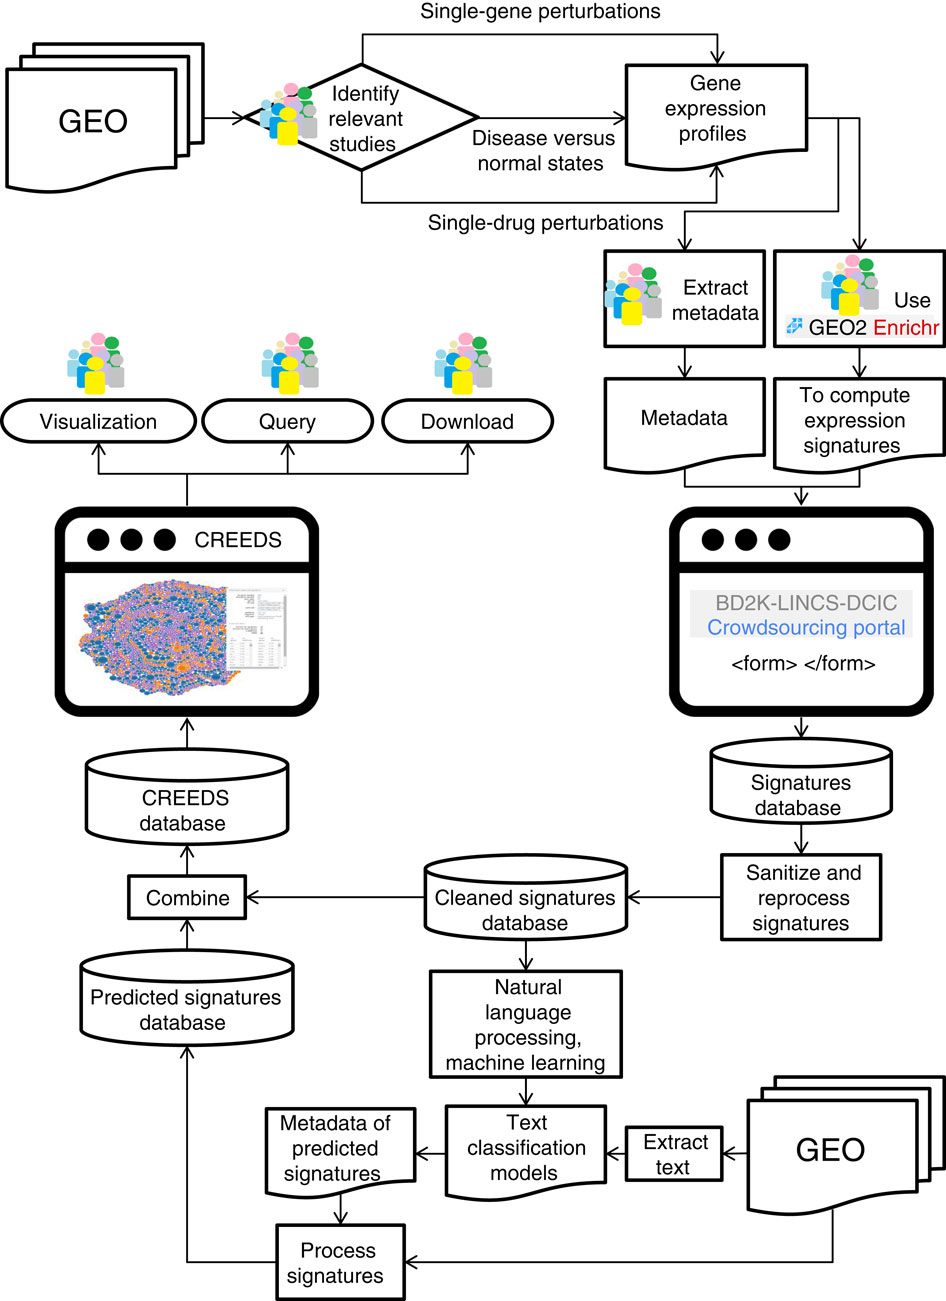 Single-gene perturbations
GEO
Identify
relevant
studies
Gene
expression
profiles
Disease versus
normal states
Single-drug perturbations
Extract
metadata
Use
GEO2 Enrichr
Metadata
To compute
expression
signatures
Visualization
Query
Download
CREEDS
BD2K-LINCS-DCIC
Crowdsourcing portal
<form> </form>
Signatures
database
CREEDS
database
Sanitize and
reprocess
signatures
Cleaned signatures
database
Combine
Predicted signatures
database
Natural
language
processing,
machine learning
Metadata of
predicted
signatures
Text
classification
models
Extract
text
GEO
Process
signatures